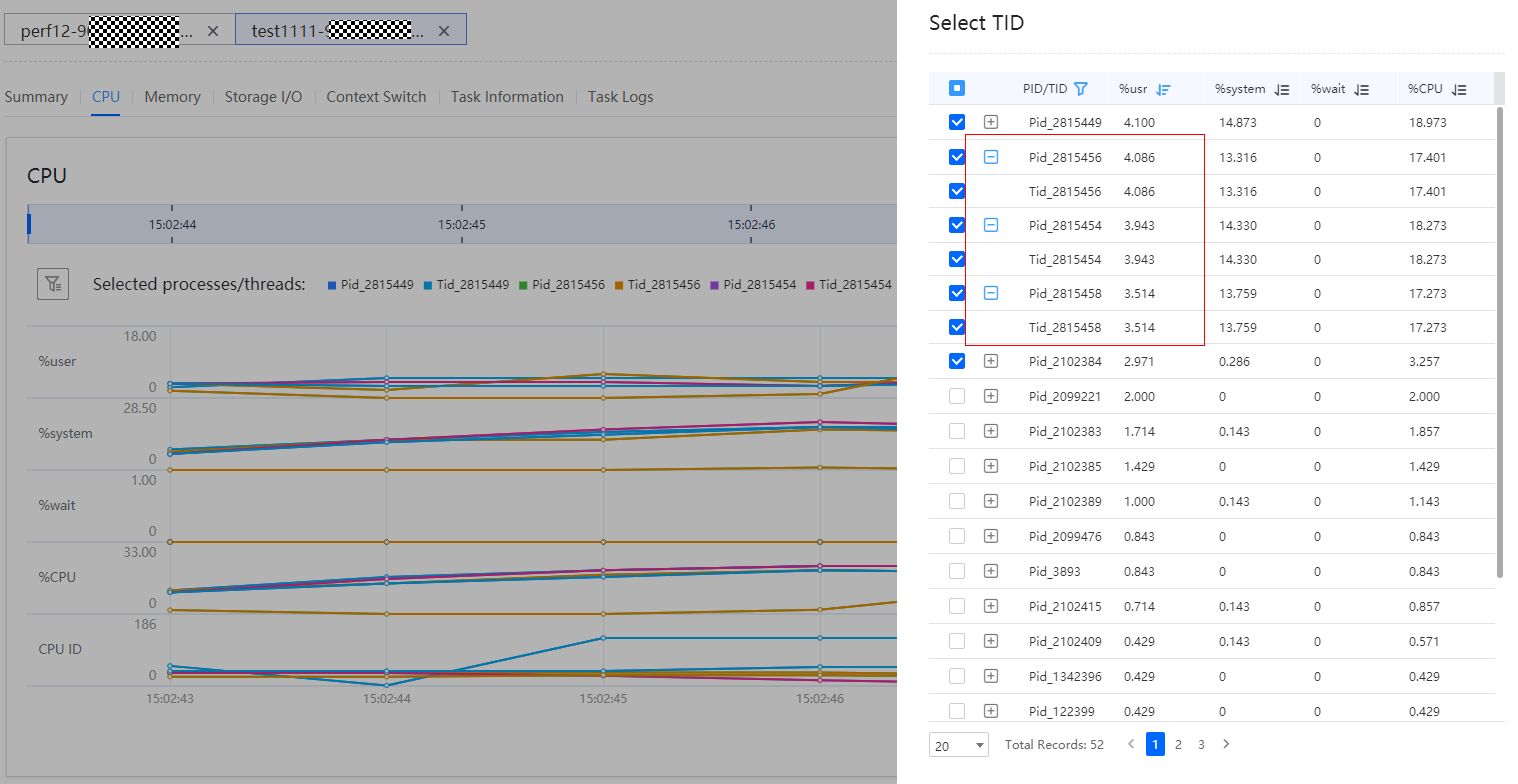 perf12-9 ...
test1111-9 ...
Summary CPU Memory Storage I/O Context Switch Task Information Task Logs
CPU
15:02:44 15:02:45 15:02:46
Selected processes/threads: Pid_2815449 Tid_2815449 Pid_2815456 Tid_2815456 Pid_2815454 Tid_2815454
18.00
%user
0
28.50
%system
0
1.00
%wait
0
33.00
%CPU
0
186
CPU ID
0
15:02:43 15:02:44 15:02:45 15:02:46
Select TID
PID/TID %usr %system %wait %CPU
Pid_2815449 4.100 14.873 0 18.973
Pid_2815456 4.086 13.316 0 17.401
Tid_2815456 4.086 13.316 0 17.401
Pid_2815454 3.943 14.330 0 18.273
Tid_2815454 3.943 14.330 0 18.273
Pid_2815458 3.514 13.759 0 17.273
Tid_2815458 3.514 13.759 0 17.273
Pid_2102384 2.971 0.286 0 3.257
Pid_2099221 2.000 0 0 2.000
Pid_2102383 1.714 0.143 0 1.857
Pid_2102385 1.429 0 0 1.429
Pid_2102389 1.000 0.143 0 1.143
Pid_2099476 0.843 0 0 0.843
Pid_3893 0.843 0 0 0.843
Pid_2102415 0.714 0.143 0 0.857
Pid_2102409 0.429 0.143 0 0.571
Pid_1342396 0.429 0 0 0.429
Pid_122399 0.429 0 0 0.429
20 Total Records: 52 1 2 3